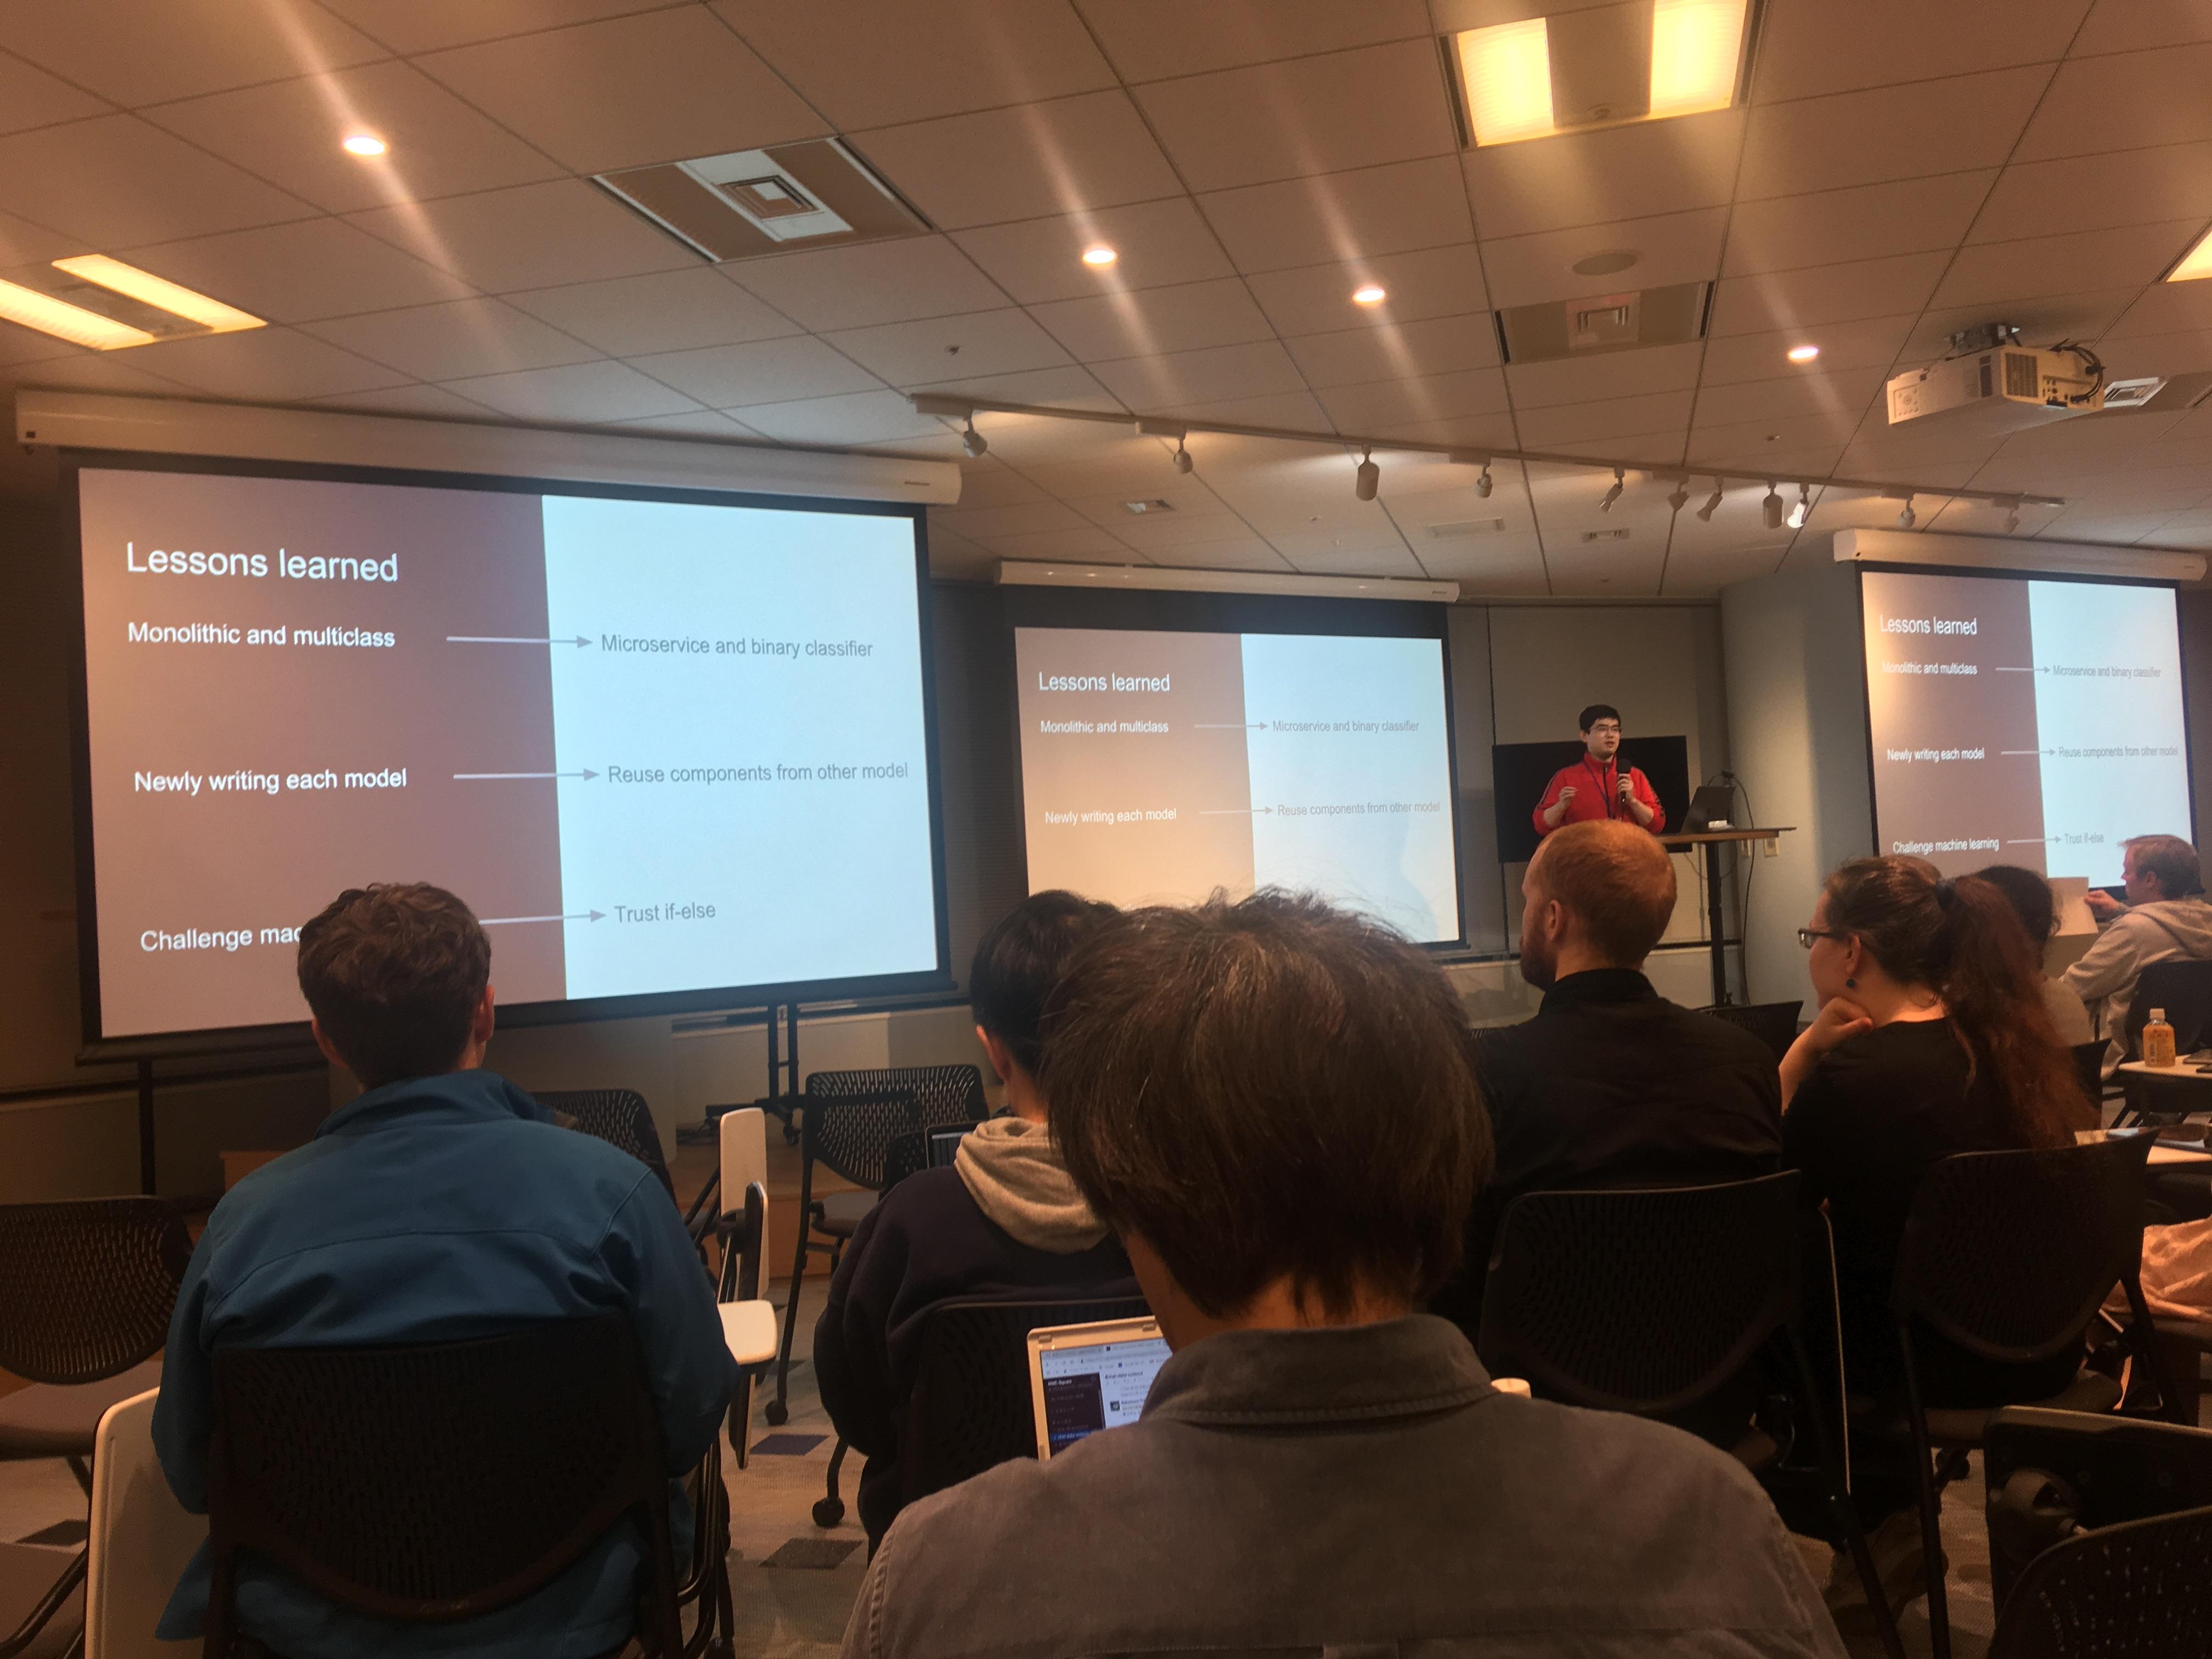 Lessons learned
Monolithic and multiclass
Microservice and binary classifier
Newly writing each model
Reuse components from other model
Challenge
Trust if-else
Lessons learned
Monolithic and multiclass
Microservice and binary classifier
Newly writing each model
Reuse components from other model
Lessons learned
Monolithic and multiclass
Microservice and binary classifier
Newly writing each model
Reuse components from other model
Challenge machine learning
Trust if-else